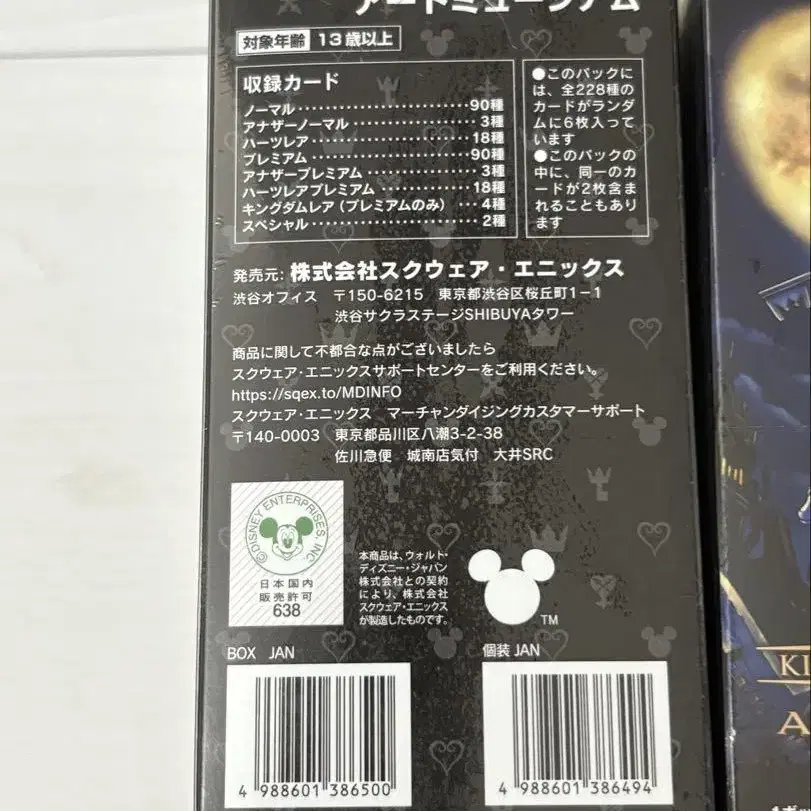 アートミュージアム
対象年齢 13歳以上
収録カード
ノーマル・・・・・・・・・・・・・・・・・・90種
アナザーノーマル・・・・・・・・・・・・3種
ハーツレア・・・・・・・・・・・・・・・・18種
プレミアム・・・・・・・・・・・・・・・・90種
アナザープレミアム・・・・・・・・・・3種
ハーツレアプレミアム・・・・・・・・18種
キングダムレア(プレミアムのみ)・・・4種
スペシャル・・・・・・・・・・・・・・・・2種
●このパックに
は、全228種の
カードがランダ
ムに6枚入って
います
●このパックの
中に、同一のカ
ードが2枚含ま
れることもあり
ます
発売元: 株式会社スクウェア・エニックス
渋谷オフィス 〒150-6215 東京都渋谷区桜丘町1-1
渋谷サクラステージSHIBUYAタワー
商品に関して不都合な点がございましたら
スクウェア・エニックスサポートセンターをご利用ください。
https://sqex.to/MDINFO
スクウェア・エニックス マーチャンダイジングカスタマーサポート
〒140-0003 東京都品川区八潮3-2-38
佐川急便 城南店気付 大井SRC
©DISNEY ENTERPRISES, INC.
日本国内
販売許可
638
本商品は、ウォルト・
ディズニー・ジャパン
株式会社との契約
により、株式会社
スクウェア・エニックス
が製造したものです。
TM
BOX JAN
4 988601 386500
個装 JAN
4 988601 386494
KI
A